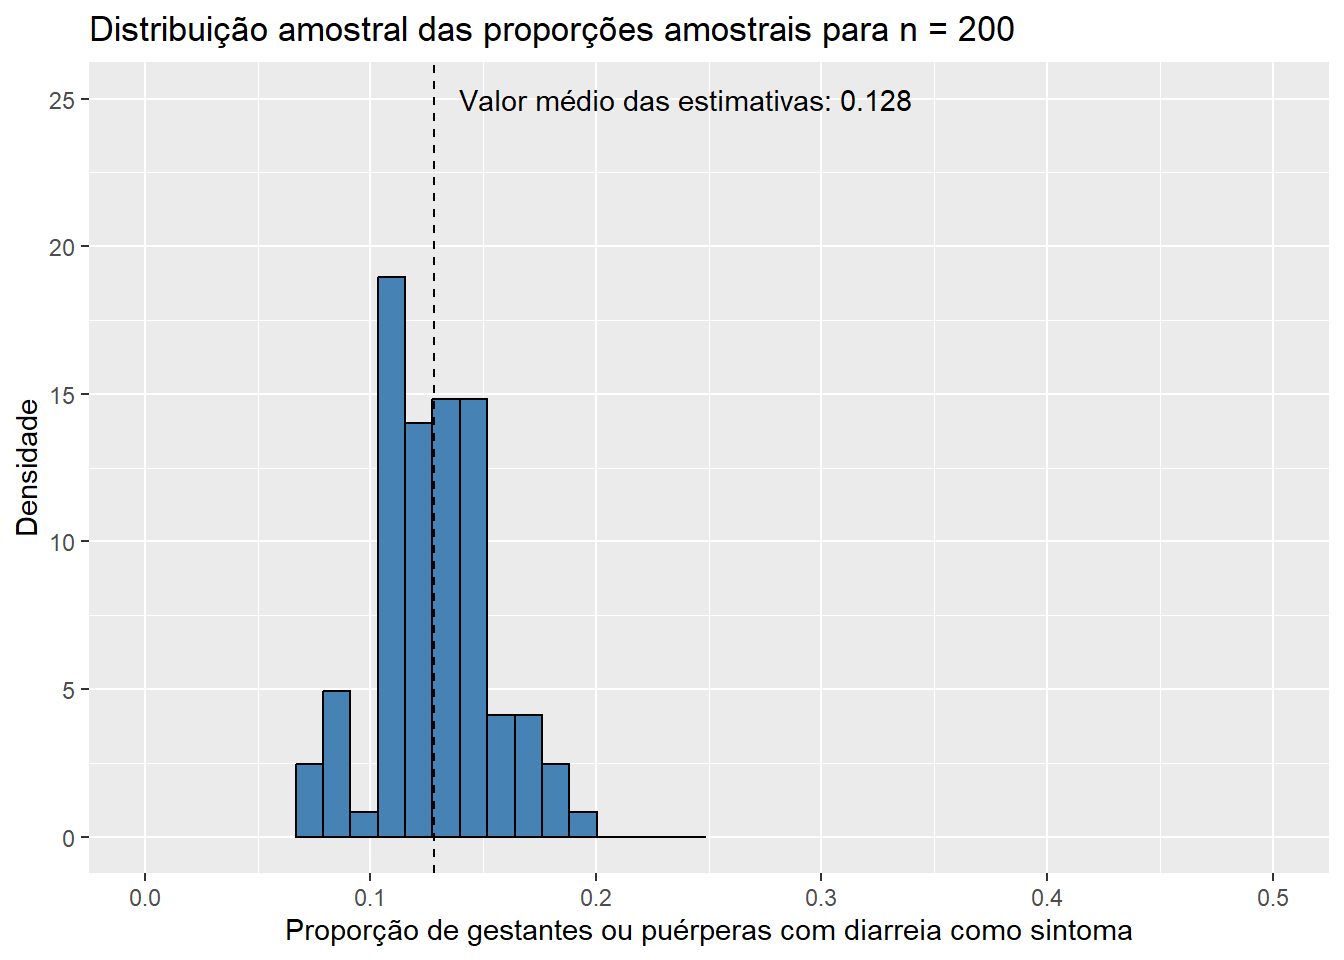 Distribuição amostral das proporções amostrais para n = 200
Valor médio das estimativas: 0.128
25
20
15
10
5
0
Densidade
0.0 0.1 0.2 0.3 0.4 0.5
Proporção de gestantes ou puérperas com diarreia como sintoma